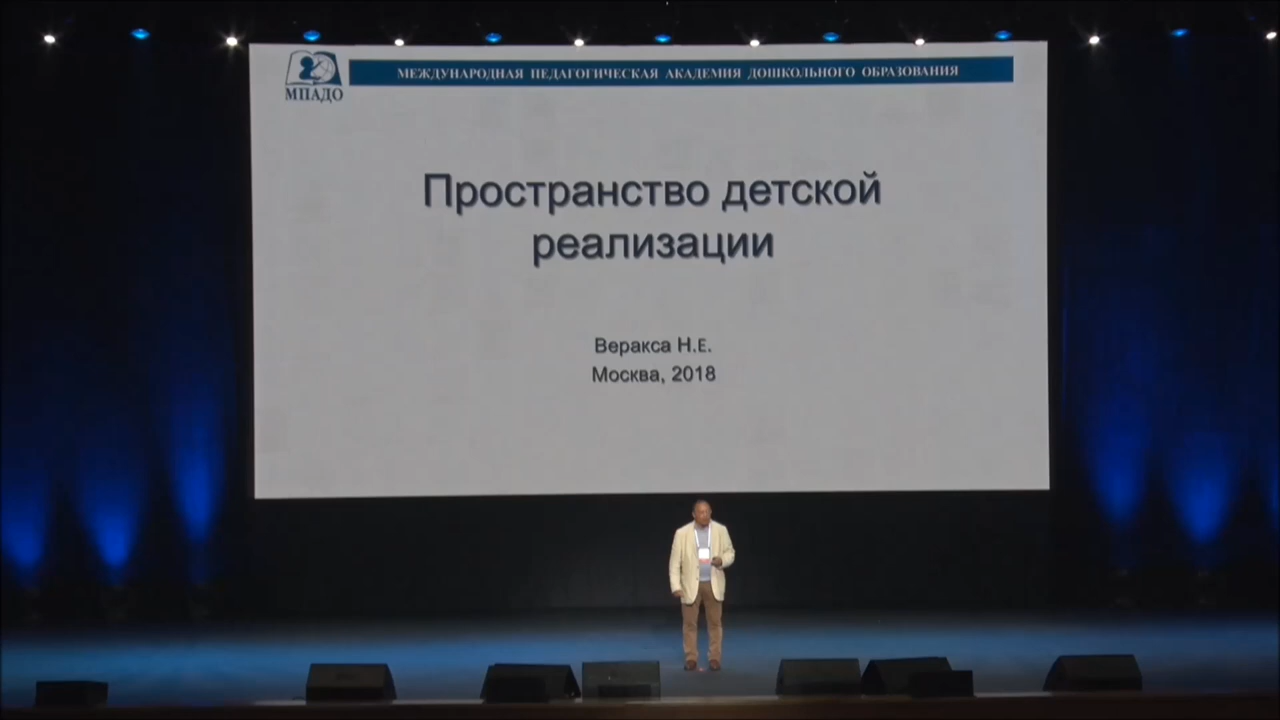 МПАДО
МЕЖДУНАРОДНАЯ ПЕДАГОГИЧЕСКАЯ АКАДЕМИЯ ДОШКОЛЬНОГО ОБРАЗОВАНИЯ
Пространство детской
реализации
Веракса Н.Е.
Москва, 2018